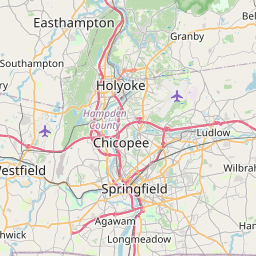 Easthampton
Granby
Southampton
Holyoke
Hampden
County
Ludlow
Chicopee
Westfield
Wilbrah
Springfield
Agawam
Longmeadow